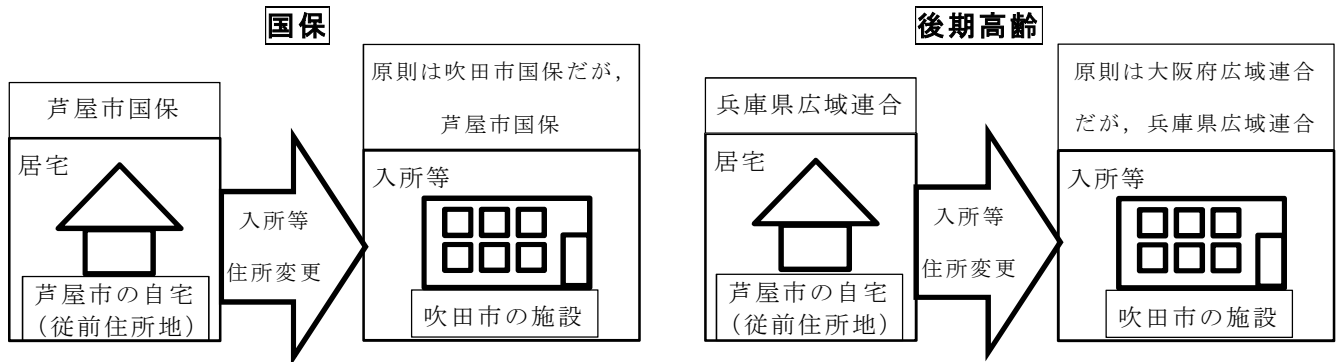 国保
芦屋市国保
居宅
芦屋市の自宅
（従前住所地）
入所等
住所変更
原則は吹田市国保だが，
芦屋市国保
入所等
吹田市の施設
後期高齢
兵庫県広域連合
居宅
芦屋市の自宅
（従前住所地）
入所等
住所変更
原則は大阪府広域連合
だが，兵庫県広域連合
入所等
吹田市の施設